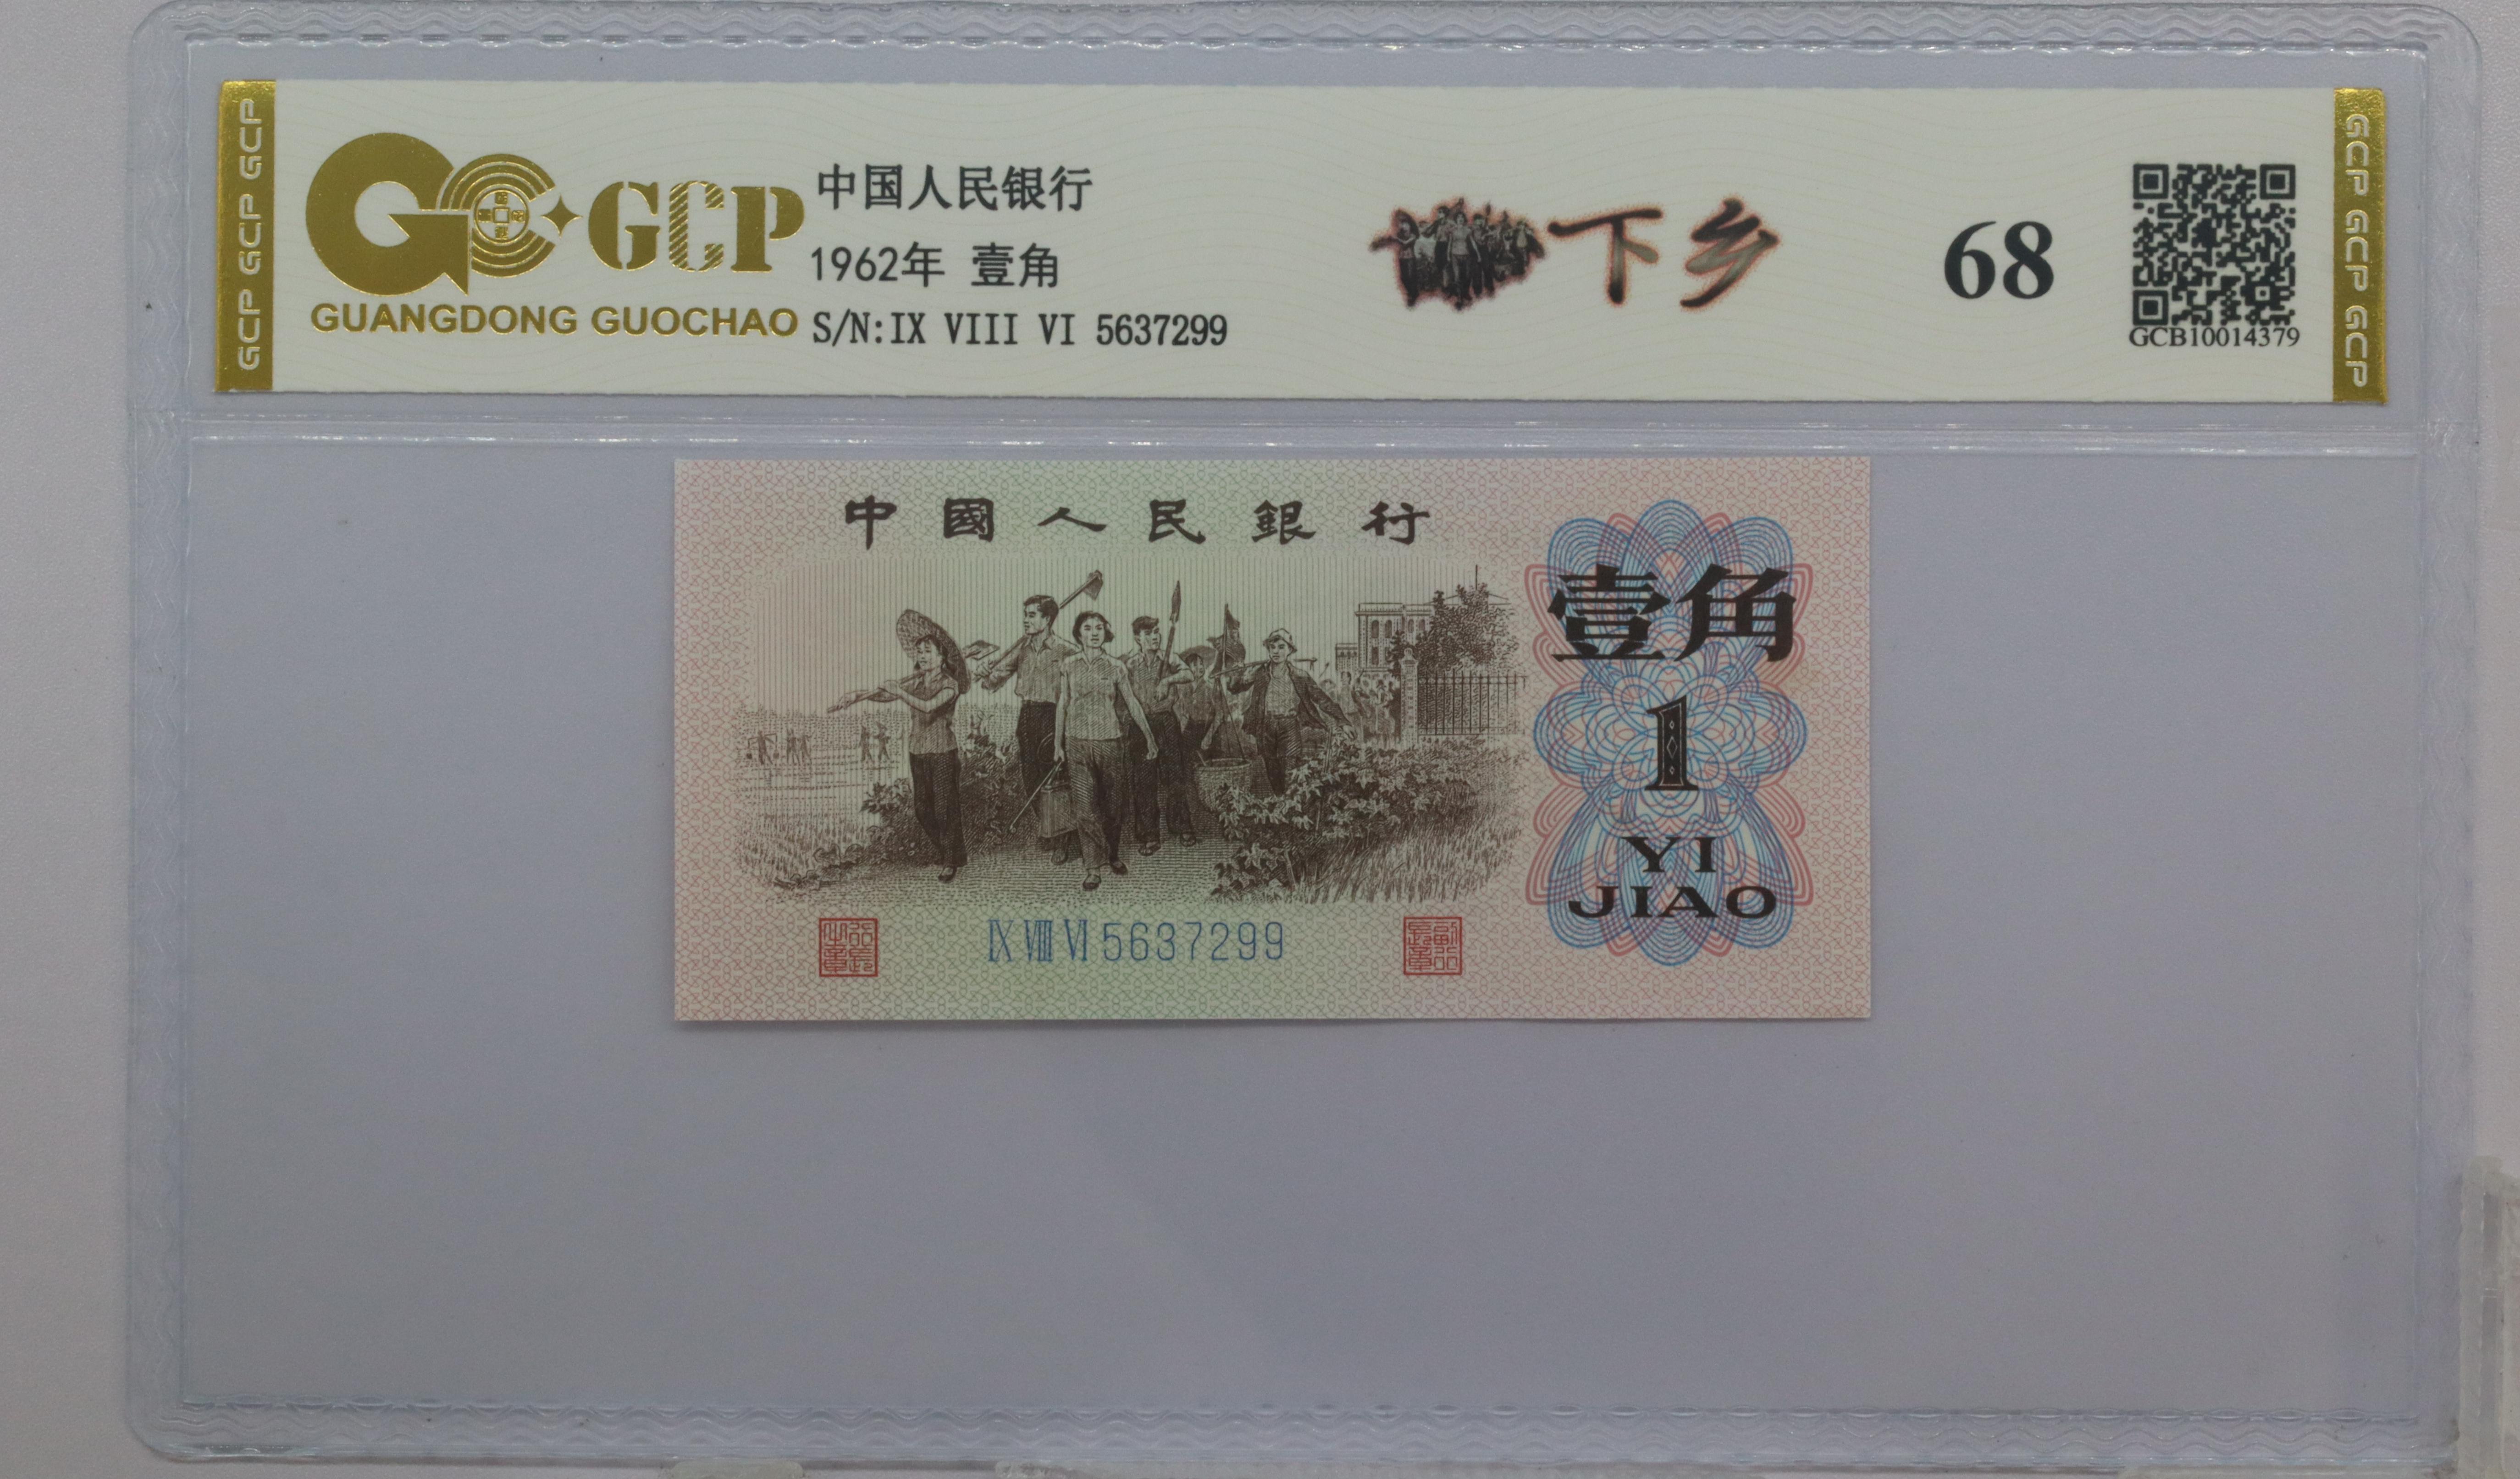 GCP GCP GCP
GCP
GUANGDONG GUOCHAO
中国人民银行
1962年 壹角
S/N:IX VIII VI 5637299
下乡
68
GCB10014379
GCP GCP GCP
中國人民銀行
壹角
1
YI
JIAO
IX VIII VI 5637299